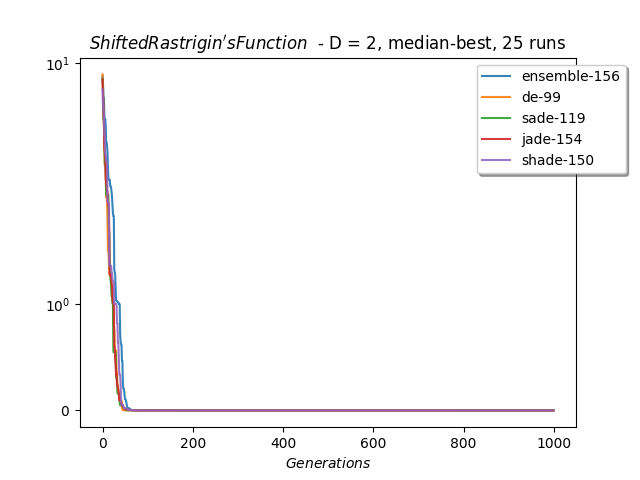 ShiftedRastrigin'sFunction - D = 2, median-best, 25 runs
10¹
10⁰
0
ensemble-156
de-99
sade-119
jade-154
shade-150
0 200 400 600 800 1000
Generations